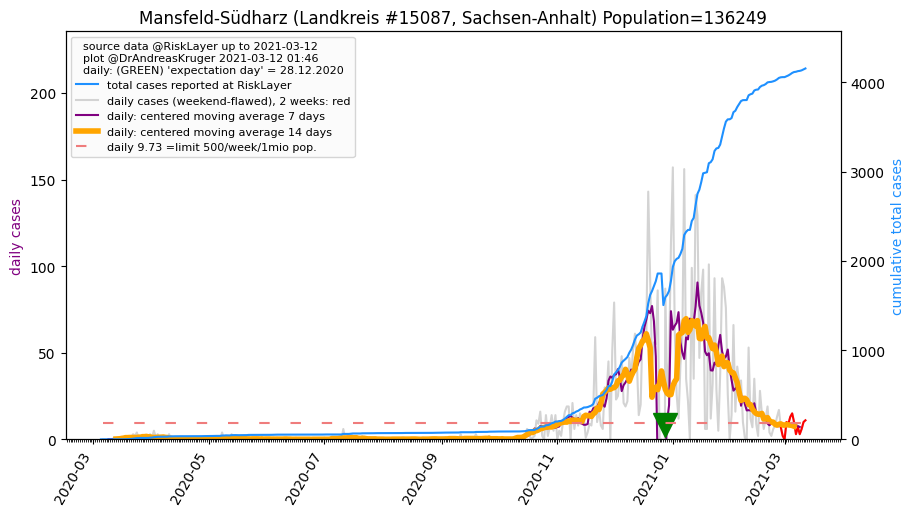 Mansfeld-Südharz (Landkreis #15087, Sachsen-Anhalt) Population=136249
source data @RiskLayer up to 2021-03-12
plot @DrAndreasKruger 2021-03-12 01:46
daily: (GREEN) 'expectation day' = 28.12.2020
total cases reported at RiskLayer
daily cases (weekend-flawed), 2 weeks: red
daily: centered moving average 7 days
daily: centered moving average 14 days
daily 9.73 =limit 500/week/1mio pop.
daily cases
200
150
100
50
0
cumulative total cases
4000
3000
2000
1000
0
2020-03
2020-05
2020-07
2020-09
2020-11
2021-01
2021-03